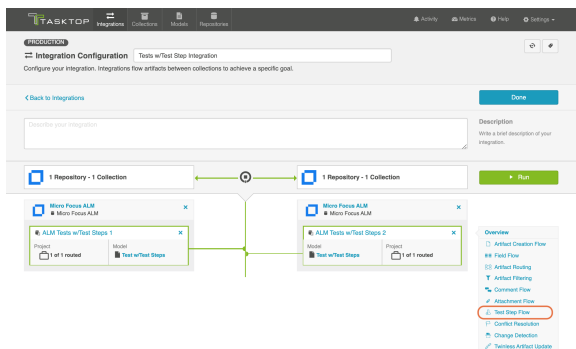 TASKTOP
Integrations
Collections
Models
Repositories
Activity
Metrics
Help
Settings
PRODUCTION
Integration Configuration
Tests w/Test Step Integration
Configure your integration. Integrations flow artifacts between collections to achieve a specific goal.
Back to Integrations
Done
Describe your integration
Description
Write a brief description of your
integration.
1 Repository - 1 Collection
1 Repository - 1 Collection
Run
Micro Focus ALM
Micro Focus ALM
ALM Tests w/Test Steps 1
Project
Model
1 of 1 routed
Test w/Test Steps
Micro Focus ALM
Micro Focus ALM
ALM Tests w/Test Steps 2
Model
Project
Test w/Test Steps
1 of 1 routed
Overview
Artifact Creation Flow
Field Flow
Artifact Routing
Artifact Filtering
Comment Flow
Attachment Flow
Test Step Flow
Conflict Resolution
Change Detection
Twinless Artifact Update